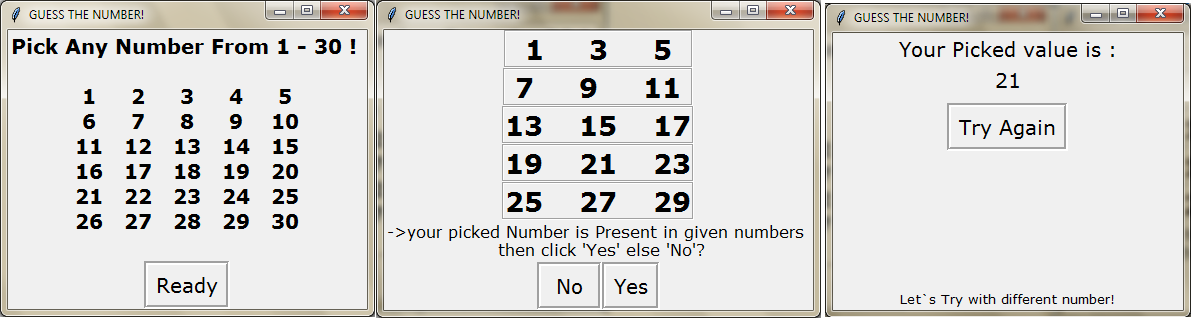 GUESS THE NUMBER!
Pick Any Number From 1 - 30 !
1 2 3 4 5
6 7 8 9 10
11 12 13 14 15
16 17 18 19 20
21 22 23 24 25
26 27 28 29 30
Ready
GUESS THE NUMBER!
1 3 5
7 9 11
13 15 17
19 21 23
25 27 29
->your picked Number is Present in given numbers
then click 'Yes' else 'No'?
No Yes
GUESS THE NUMBER!
Your Picked value is :
21
Try Again
Let`s Try with different number!